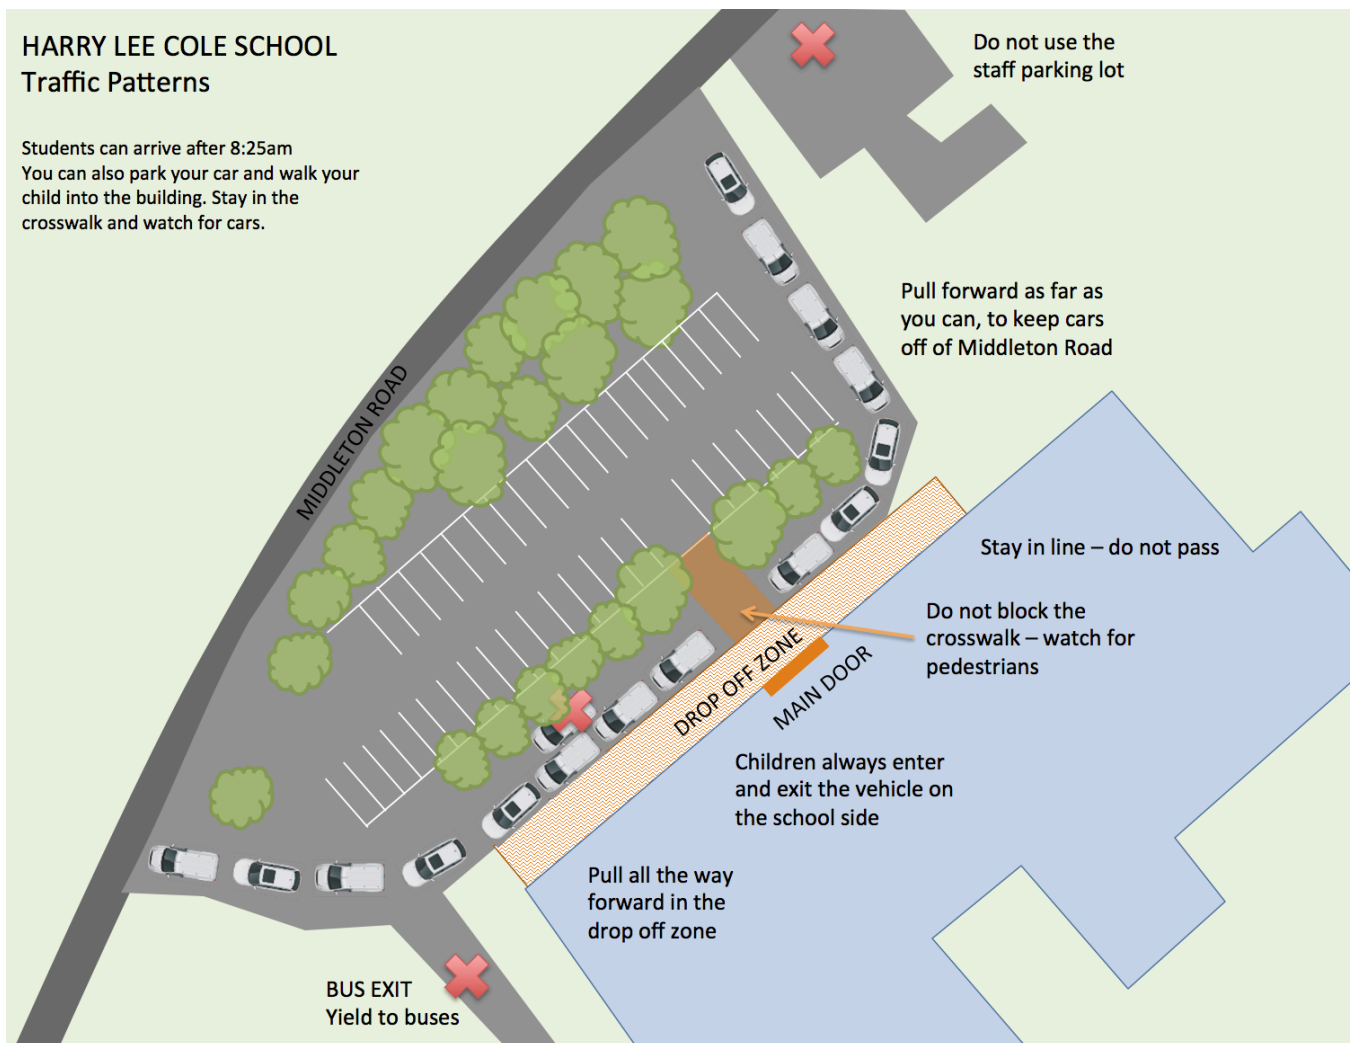 HARRY LEE COLE SCHOOL
Traffic Patterns
Students can arrive after 8:25am
You can also park your car and walk your
child into the building. Stay in the
crosswalk and watch for cars.
Do not use the
staff parking lot
Pull forward as far as
you can, to keep cars
off of Middleton Road
MIDDLETON ROAD
Stay in line – do not pass
Do not block the
crosswalk – watch for
pedestrians
DROP OFF ZONE
MAIN DOOR
Children always enter
and exit the vehicle on
the school side
Pull all the way
forward in the
drop off zone
BUS EXIT
Yield to buses